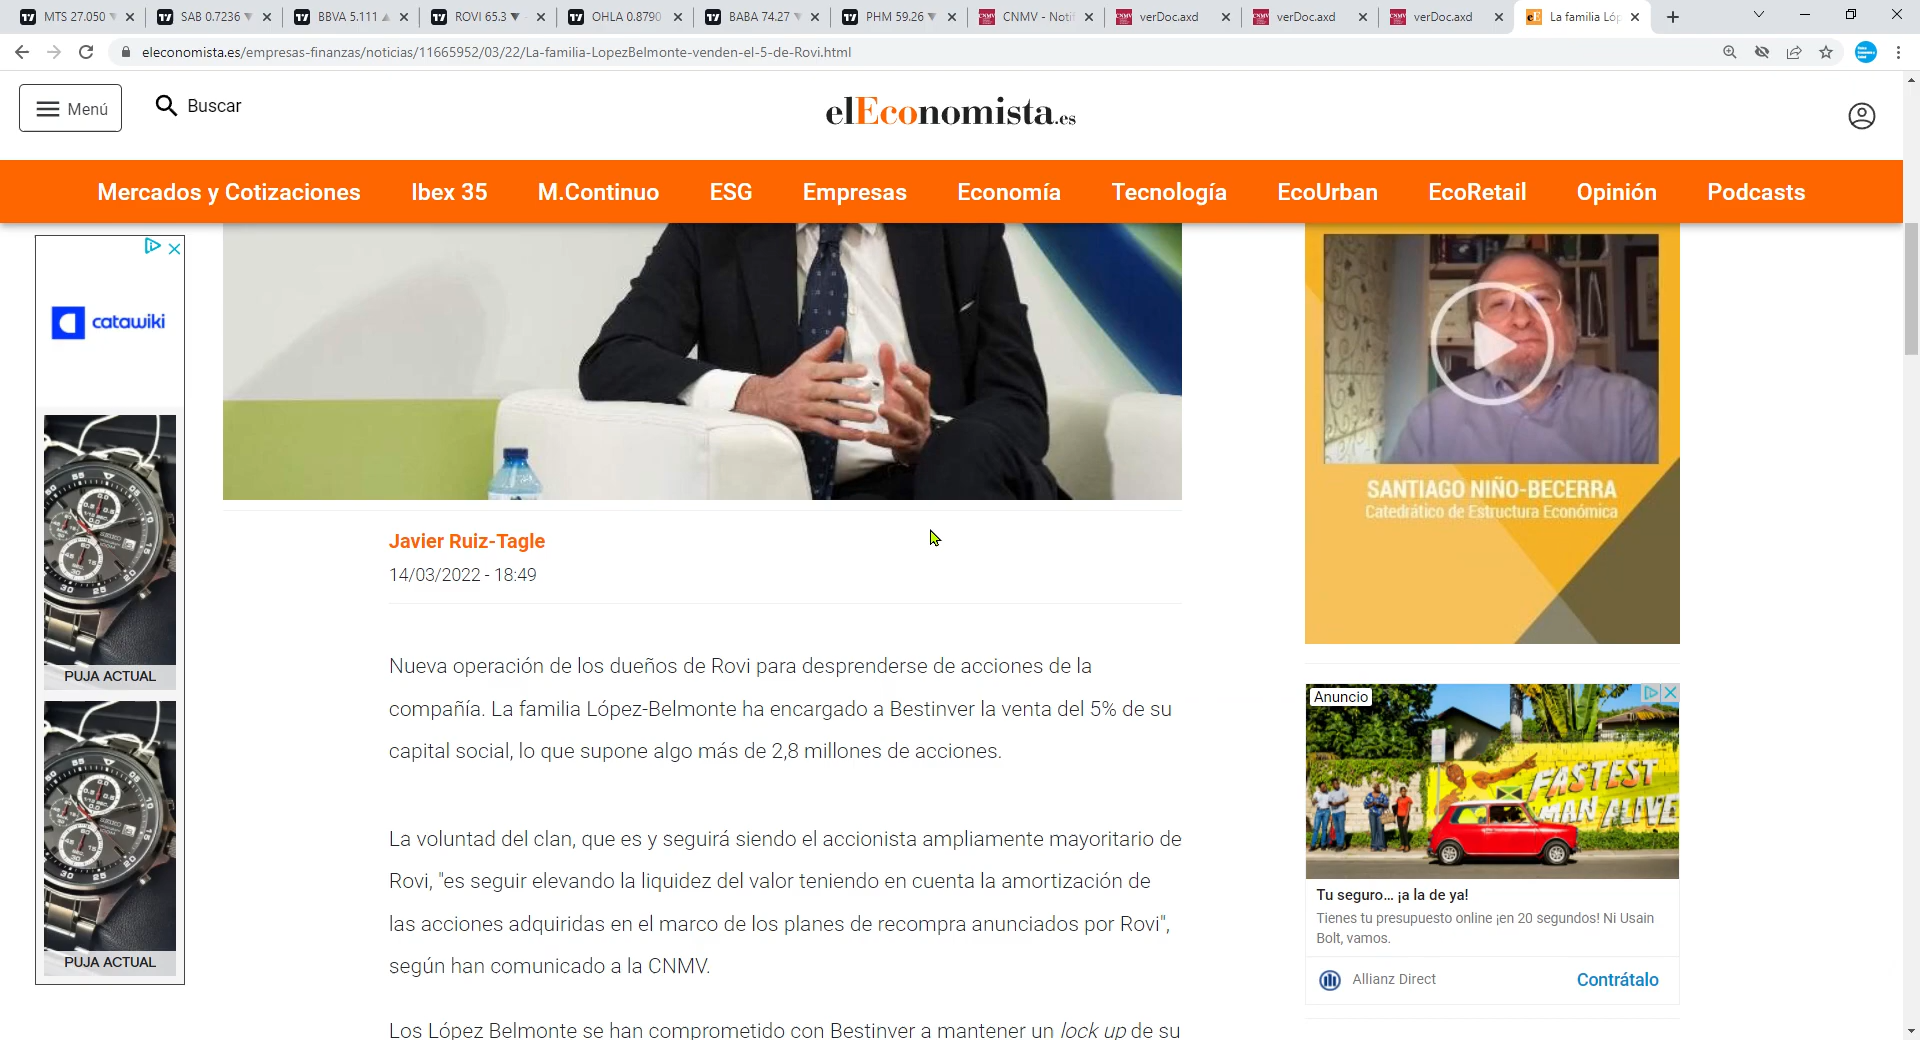 MTS 27.050
SAB 0.7236
BBVA 5.111
ROVI 65.3
OHLA 0.8790
BABA 74.27
PHM 59.26
CNMV - Noti
verDoc.axd
verDoc.axd
verDoc.axd
La familia Lóp
eleconomista.es/empresas-finanzas/noticias/11665952/03/22/La-familia-LopezBelmonte-venden-el-5-de-Rovi.html
Menú
Buscar
elEconomista.es
Mercados y Cotizaciones
Ibex 35
M.Continuo
ESG
Empresas
Economía
Tecnología
EcoUrban
EcoRetail
Opinión
Podcasts
catawiki
PUJA ACTUAL
PUJA ACTUAL
Javier Ruiz-Tagle
14/03/2022 - 18:49
Nueva operación de los dueños de Rovi para desprenderse de acciones de la
compañía. La familia López-Belmonte ha encargado a Bestinver la venta del 5% de su
capital social, lo que supone algo más de 2,8 millones de acciones.
La voluntad del clan, que es y seguirá siendo el accionista ampliamente mayoritario de
Rovi, "es seguir elevando la liquidez del valor teniendo en cuenta la amortización de
las acciones adquiridas en el marco de los planes de recompra anunciados por Rovi",
según han comunicado a la CNMV.
Los López Belmonte se han comprometido con Bestinver a mantener un lock up de su
SANTIAGO NIÑO-BECERRA
Catedrático de Estructura Económica
Anuncio
FASTEST
MAN ALIVE
Tu seguro... ¡a la de ya!
Tienes tu presupuesto online ¡en 20 segundos! Ni Usain
Bolt, vamos.
Allianz Direct
Contrátalo